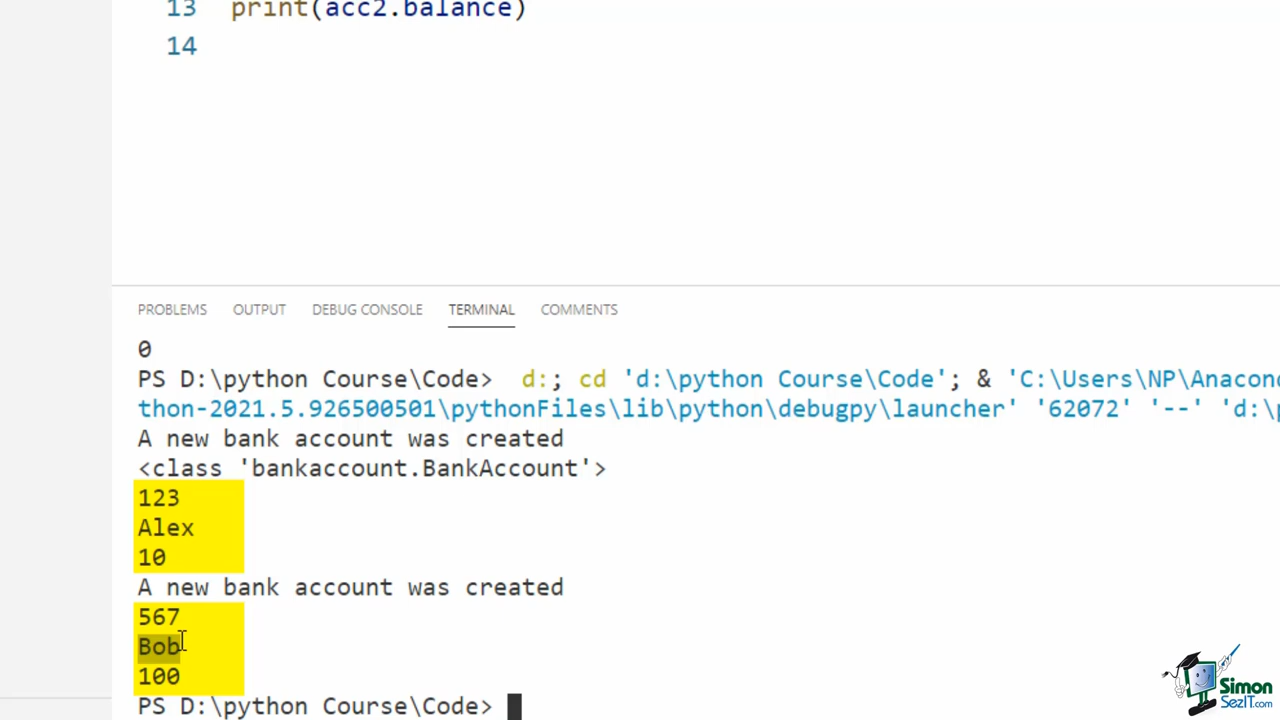 13 print(acc2.balance)
14
PROBLEMS OUTPUT DEBUG CONSOLE TERMINAL COMMENTS
0
PS D:\python Course\Code> d:; cd 'd:\python Course\Code'; & 'C:\Users\NP\Anacond
thon-2021.5.926500501\pythonFiles\lib\python\debugpy\launcher' '62072' '--' 'd:\p
A new bank account was created
<class 'bankaccount.BankAccount'>
123
Alex
10
A new bank account was created
567
Bob
100
PS D:\python Course\Code>
Simon
SezIT.com